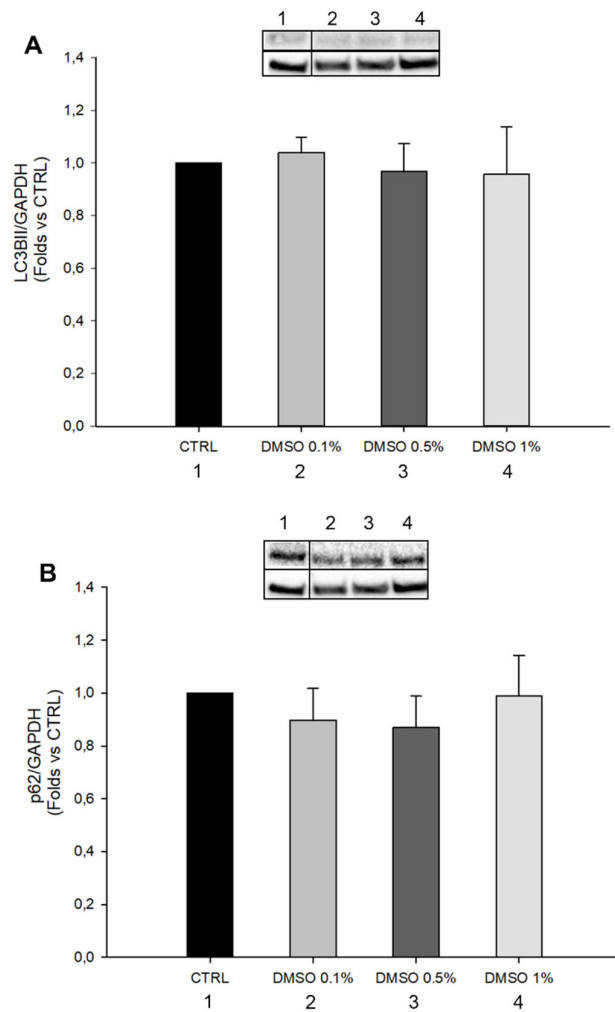 1 2 3 4
A
1,4
1,2
1,0
0,8
0,6
0,4
0,2
0,0
LC3BII/GAPDH
(Folds vs CTRL)
CTRL DMSO 0.1% DMSO 0.5% DMSO 1%
1 2 3 4
1 2 3 4
B
1,4
1,2
1,0
0,8
0,6
0,4
0,2
0,0
p62/GAPDH
(Folds vs CTRL)
CTRL DMSO 0.1% DMSO 0.5% DMSO 1%
1 2 3 4